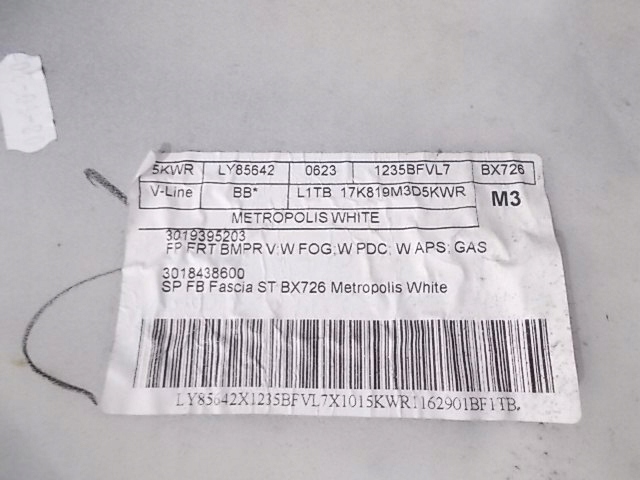 5KWR LY85642 0623 1235BFVL7 BX726
V-Line BB* L1TB 17K819M3D5KWR M3
METROPOLIS WHITE
3019395203
FP FRT BMPR V; W FOG; W PDC; W APS; GAS
3018438600
SP FB Fascia ST BX726 Metropolis White
LY85642X1235BFVL7X1015KWR1162901BF1TB